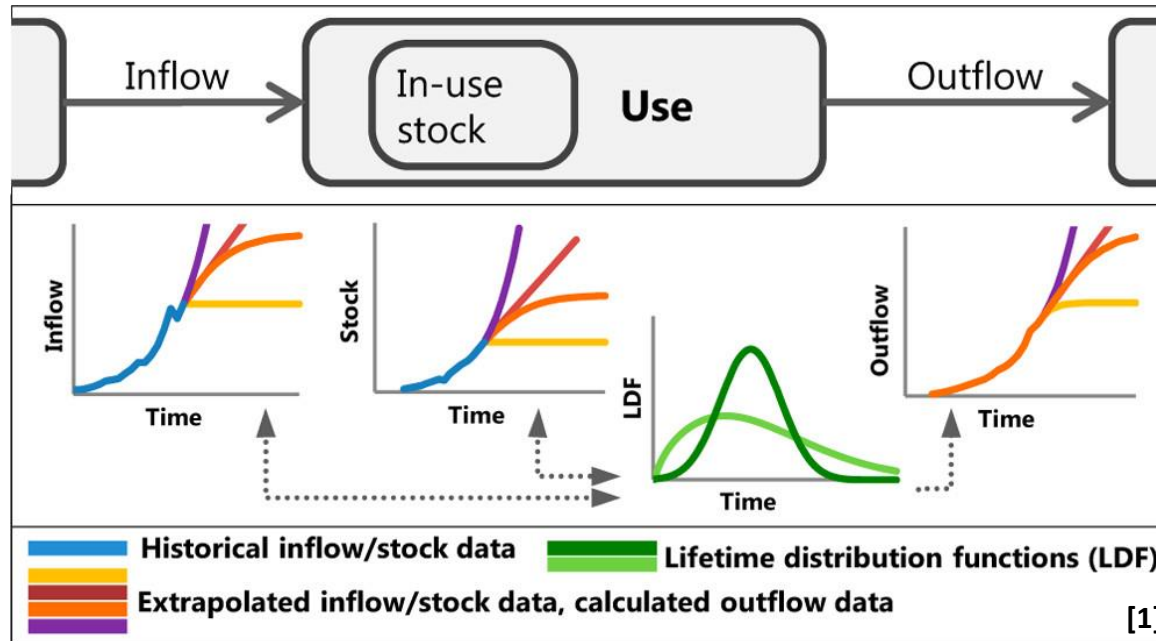 Inflow
In-use
stock
Use
Outflow
Inflow
Time
Stock
Time
LDF
Time
Outflow
Time
Historical inflow/stock data
Lifetime distribution functions (LDF)
Extrapolated inflow/stock data, calculated outflow data
[1]